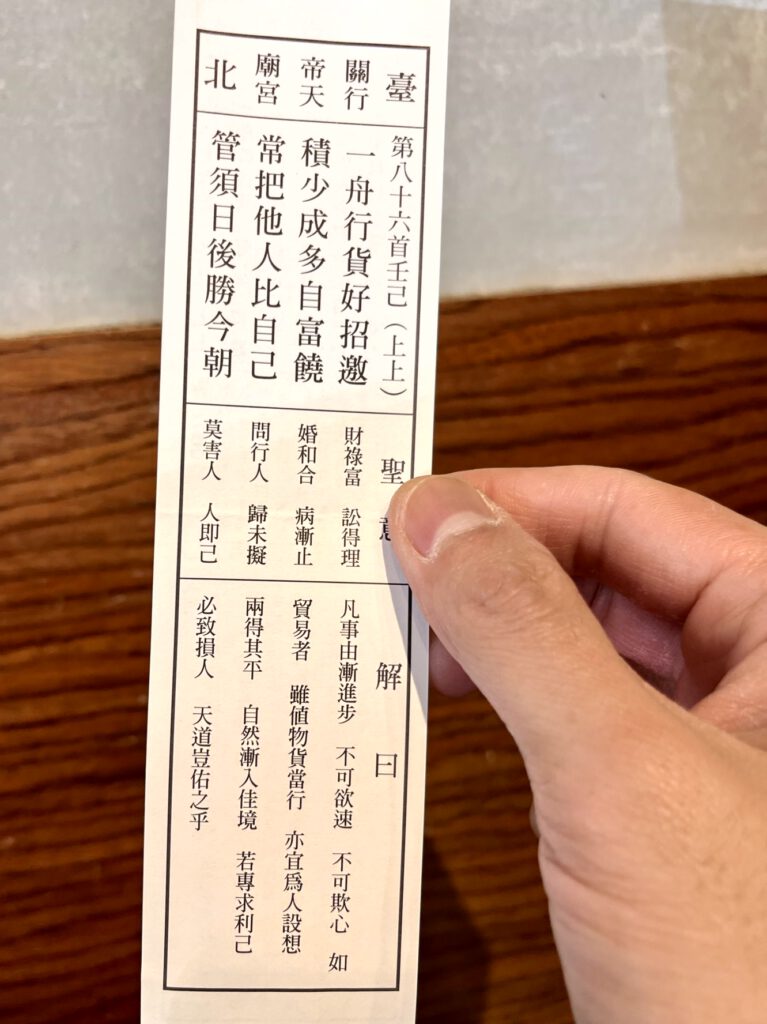 臺北
關帝廟
行天宮
第八十六首壬己（上上）
一舟行貨好招邀
積少成多自富饒
常把他人比自己
管須日後勝今朝
聖意
財祿富 訟得理
婚和合 病漸止
問行人 歸未擬
莫害人 人即己
解曰
凡事由漸進步 不可欲速 不可欺心 如
貿易者 雖值物貨當行 亦宜爲人設想
兩得其平 自然漸入佳境 若專求利己
必致損人 天道豈佑之乎